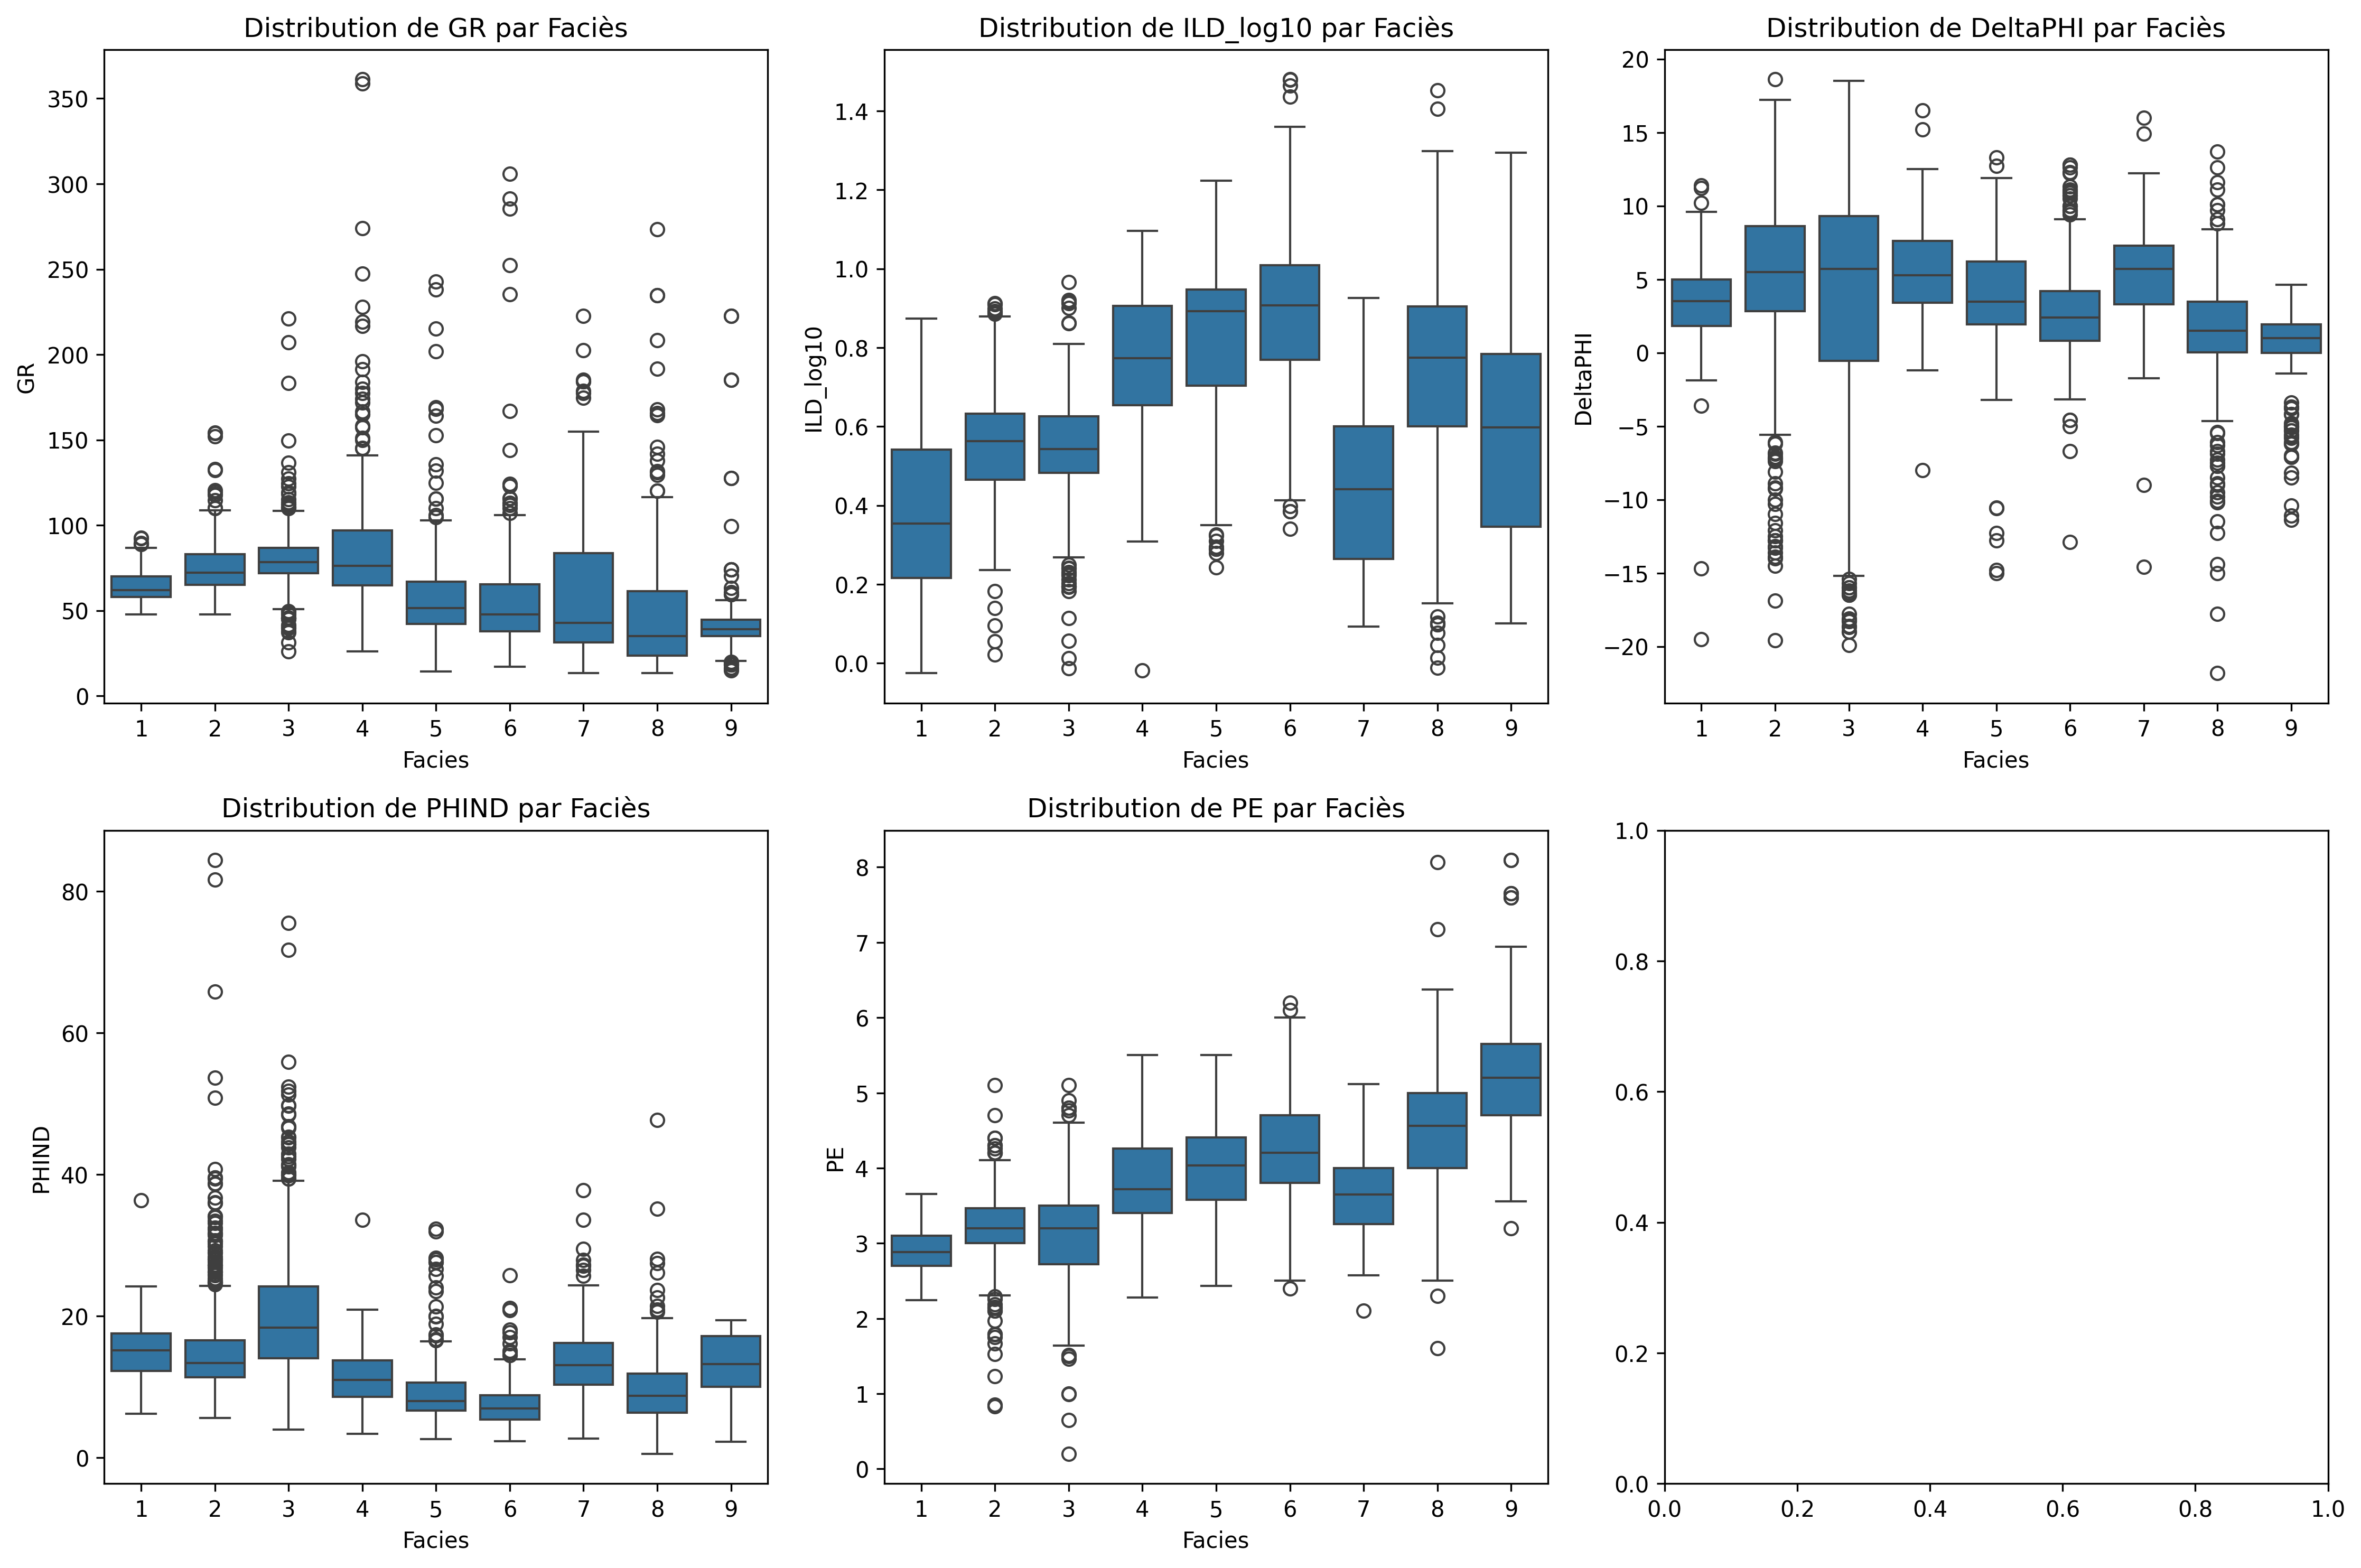 Distribution de GR par Faciès
GR
350
300
250
200
150
100
50
0
1 2 3 4 5 6 7 8 9
Facies
Distribution de ILD_log10 par Faciès
ILD_log10
1.4
1.2
1.0
0.8
0.6
0.4
0.2
0.0
1 2 3 4 5 6 7 8 9
Facies
Distribution de DeltaPHI par Faciès
DeltaPHI
20
15
10
5
0
−5
−10
−15
−20
1 2 3 4 5 6 7 8 9
Facies
Distribution de PHIND par Faciès
PHIND
80
60
40
20
0
1 2 3 4 5 6 7 8 9
Facies
Distribution de PE par Faciès
PE
8
7
6
5
4
3
2
1
0
1 2 3 4 5 6 7 8 9
Facies
1.0
0.8
0.6
0.4
0.2
0.0
0.0 0.2 0.4 0.6 0.8 1.0